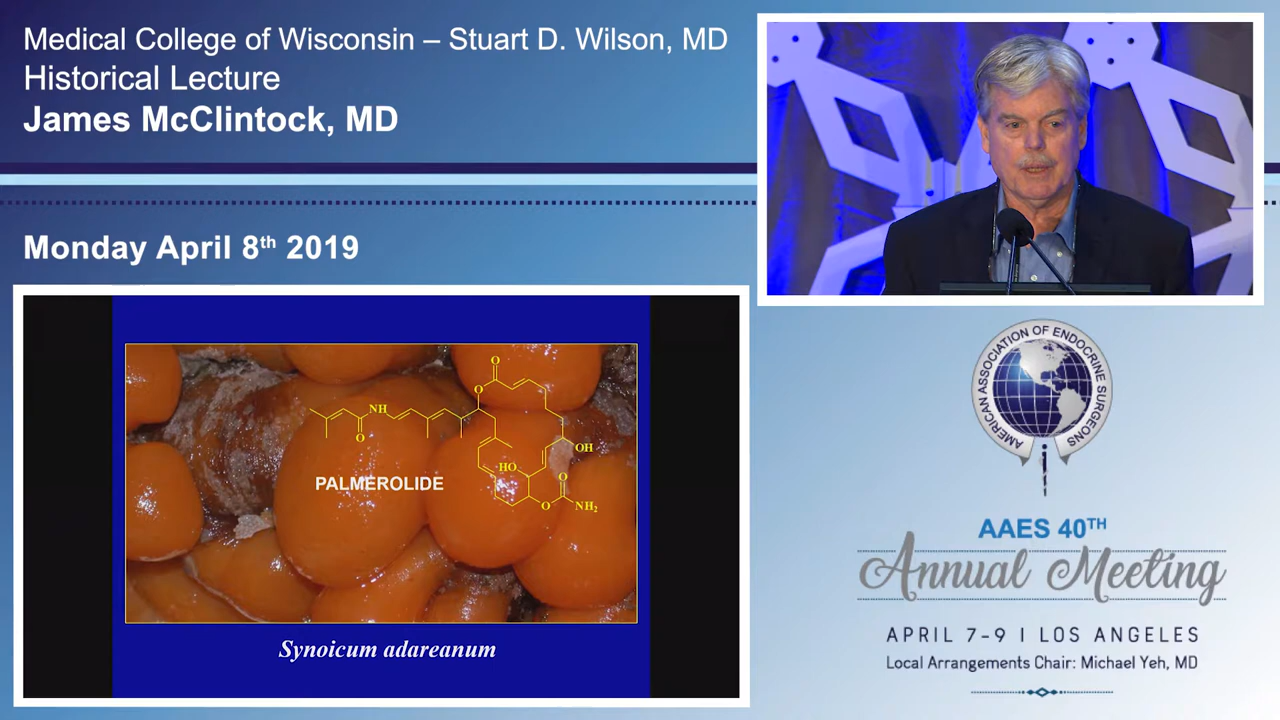 Medical College of Wisconsin – Stuart D. Wilson, MD
Historical Lecture
James McClintock, MD
Monday April 8th 2019
O
O
NH
O
OH
HO
O
O
NH2
PALMEROLIDE
Synoicum adareanum
AMERICAN ASSOCIATION OF ENDOCRINE SURGEONS
AAES 40TH
Annual Meeting
APRIL 7-9 | LOS ANGELES
Local Arrangements Chair: Michael Yeh, MD